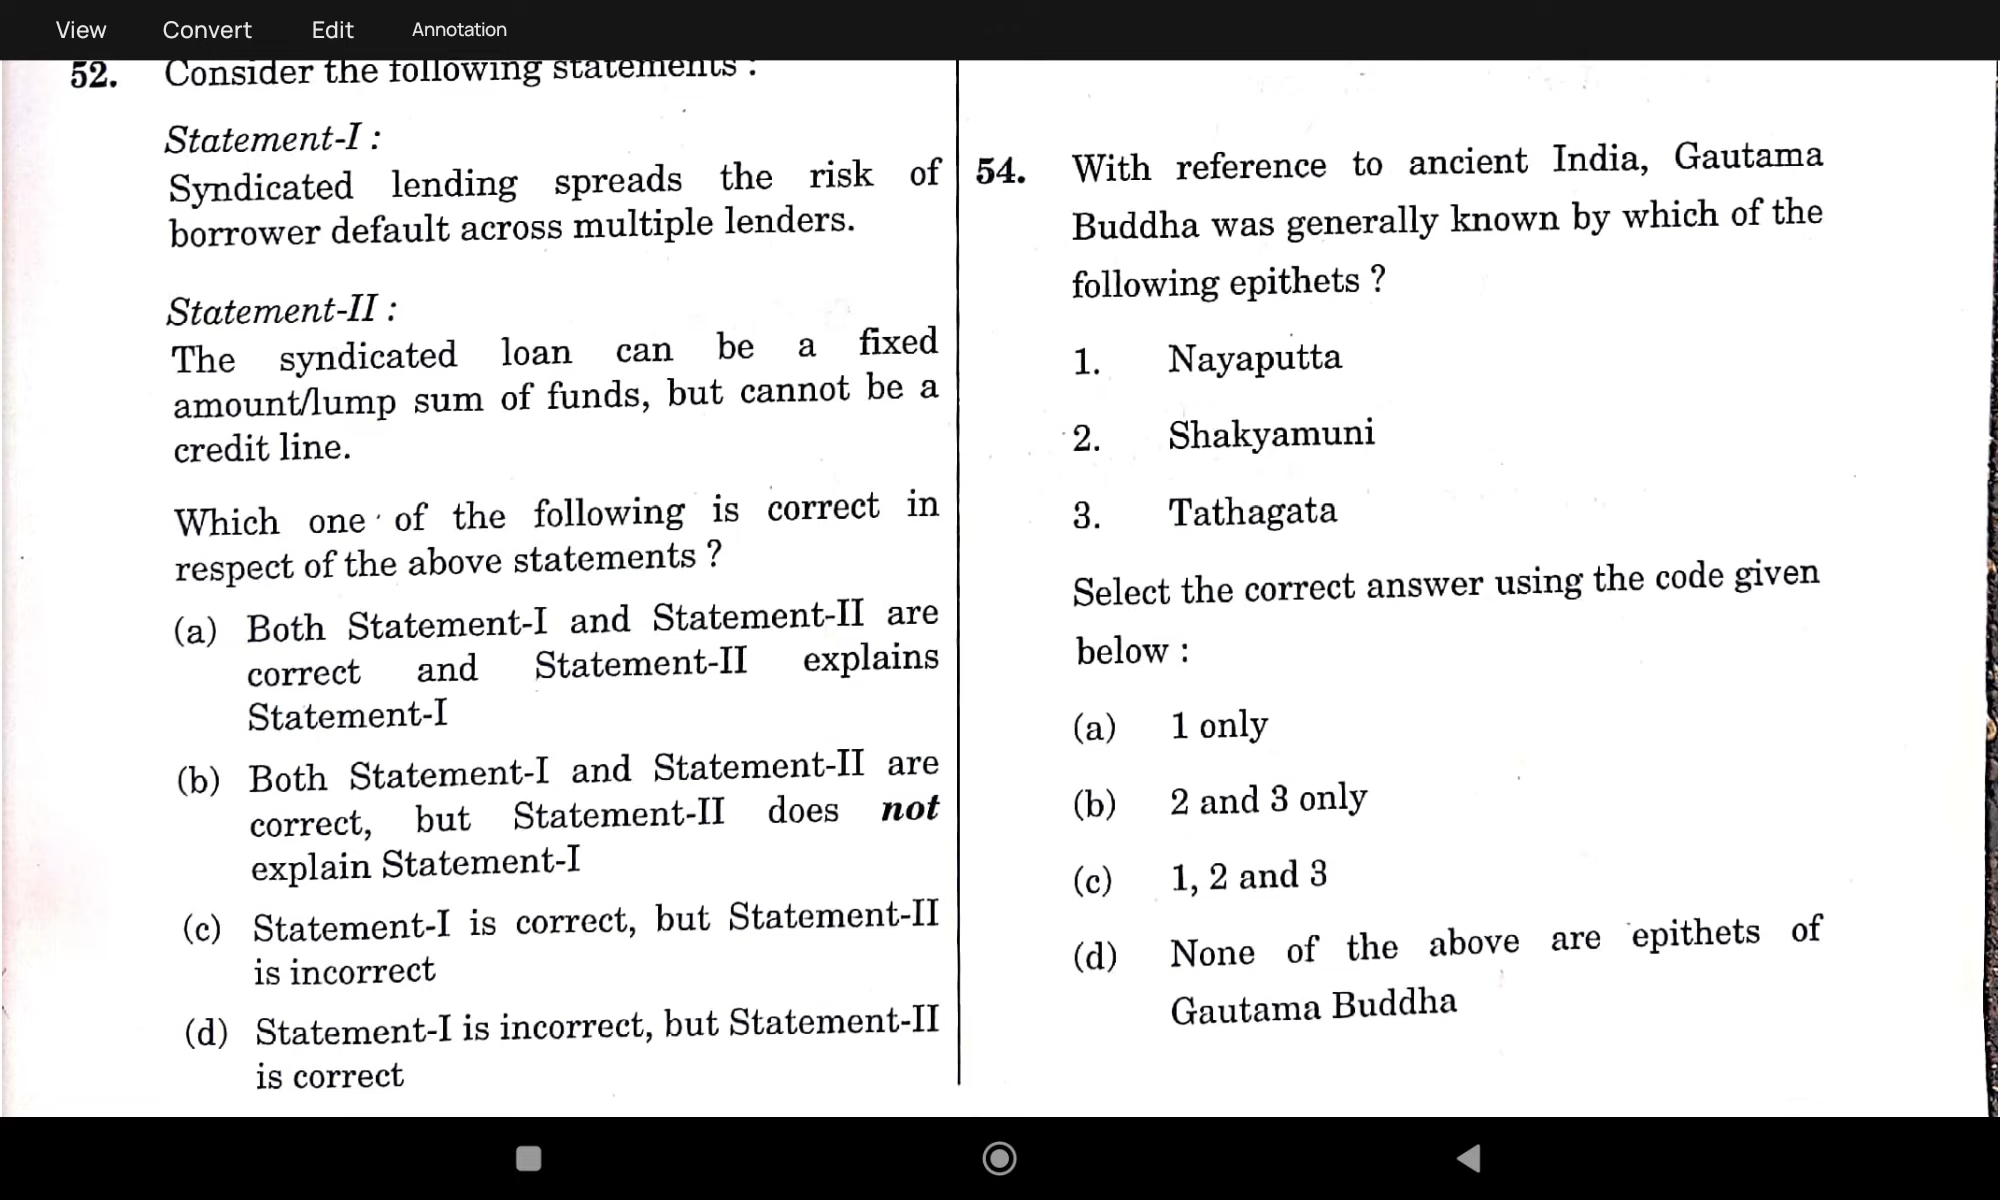 View Convert Edit Annotation
52. Consider the following statements :
Statement-I :
Syndicated lending spreads the risk of
borrower default across multiple lenders.
Statement-II :
The syndicated loan can be a fixed
amount/lump sum of funds, but cannot be a
credit line.
Which one of the following is correct in
respect of the above statements ?
(a) Both Statement-I and Statement-II are
correct and Statement-II explains
Statement-I
(b) Both Statement-I and Statement-II are
correct, but Statement-II does not
explain Statement-I
(c) Statement-I is correct, but Statement-II
is incorrect
(d) Statement-I is incorrect, but Statement-II
is correct
54. With reference to ancient India, Gautama
Buddha was generally known by which of the
following epithets ?
1. Nayaputta
2. Shakyamuni
3. Tathagata
Select the correct answer using the code given
below :
(a) 1 only
(b) 2 and 3 only
(c) 1, 2 and 3
(d) None of the above are epithets of
Gautama Buddha